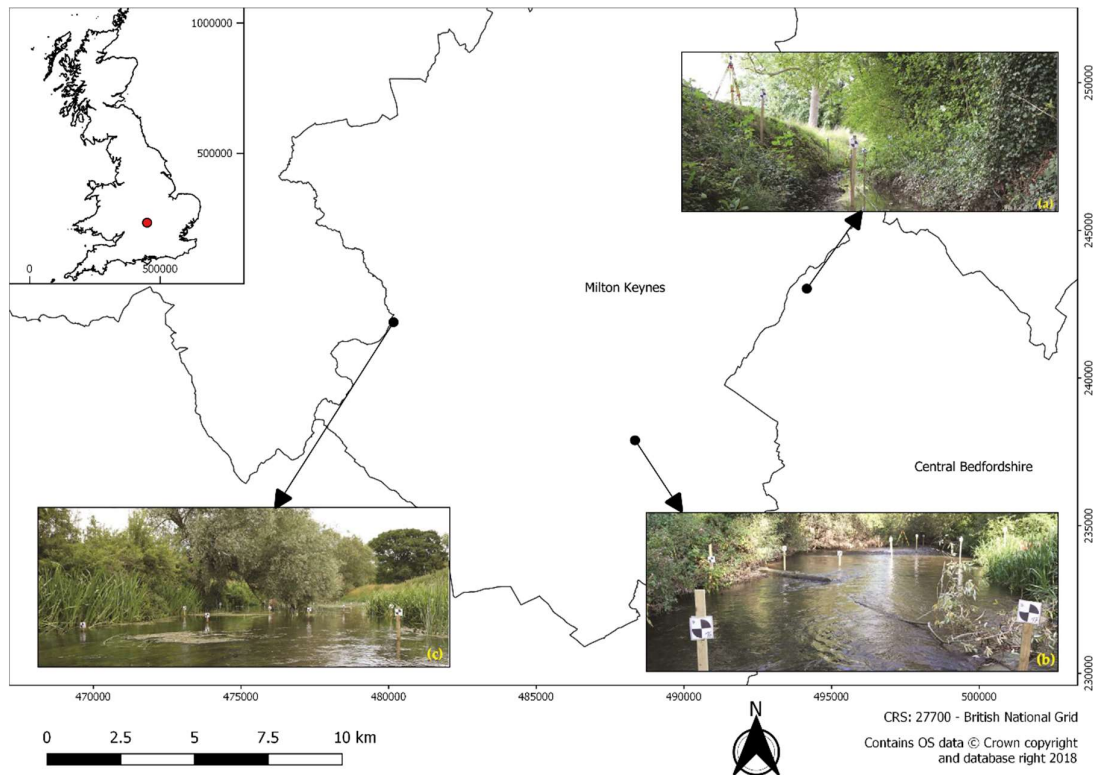 1000000
500000
0
500000
250000
245000
240000
235000
230000
(a)
Milton Keynes
Central Bedfordshire
(c)
(b)
470000
475000
480000
485000
490000
495000
500000
0
2.5
5
7.5
10 km
N
CRS: 27700 - British National Grid
Contains OS data © Crown copyright
and database right 2018